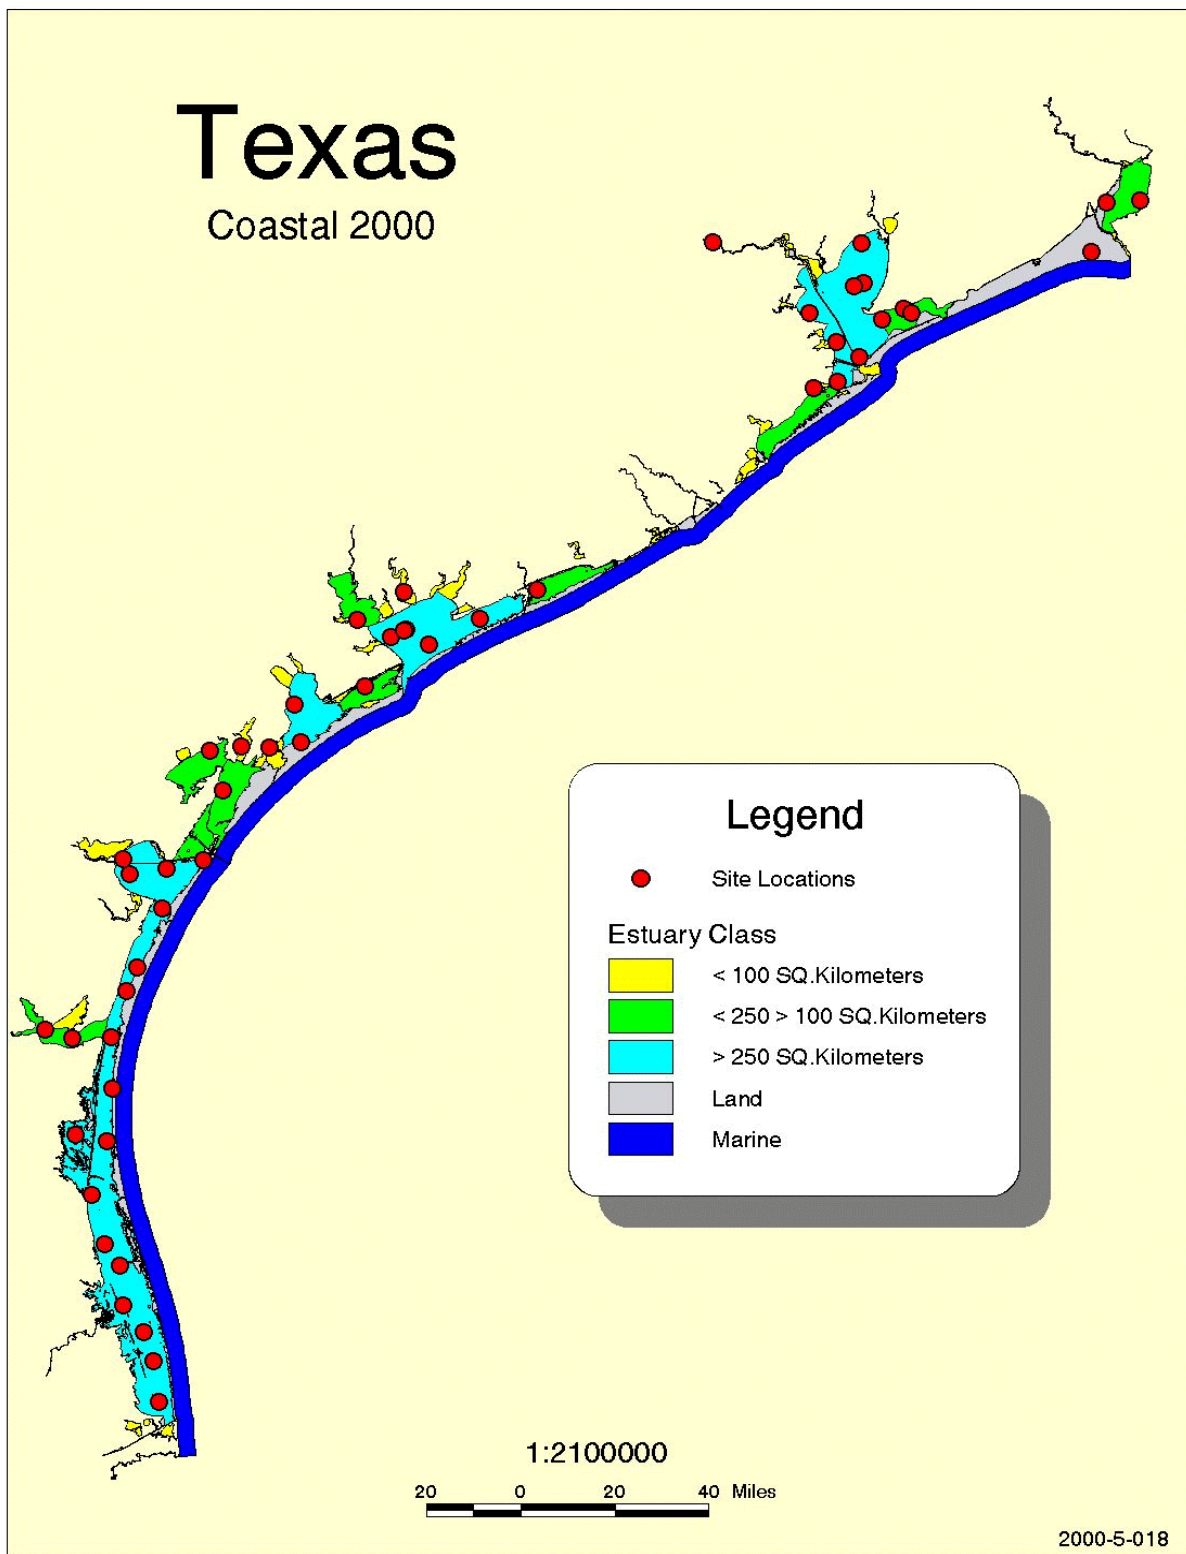 Texas
Coastal 2000
Legend
Site Locations
Estuary Class
< 100 SQ.Kilometers
< 250 > 100 SQ.Kilometers
> 250 SQ.Kilometers
Land
Marine
1:2100000
20 0 20 40 Miles
2000-5-018